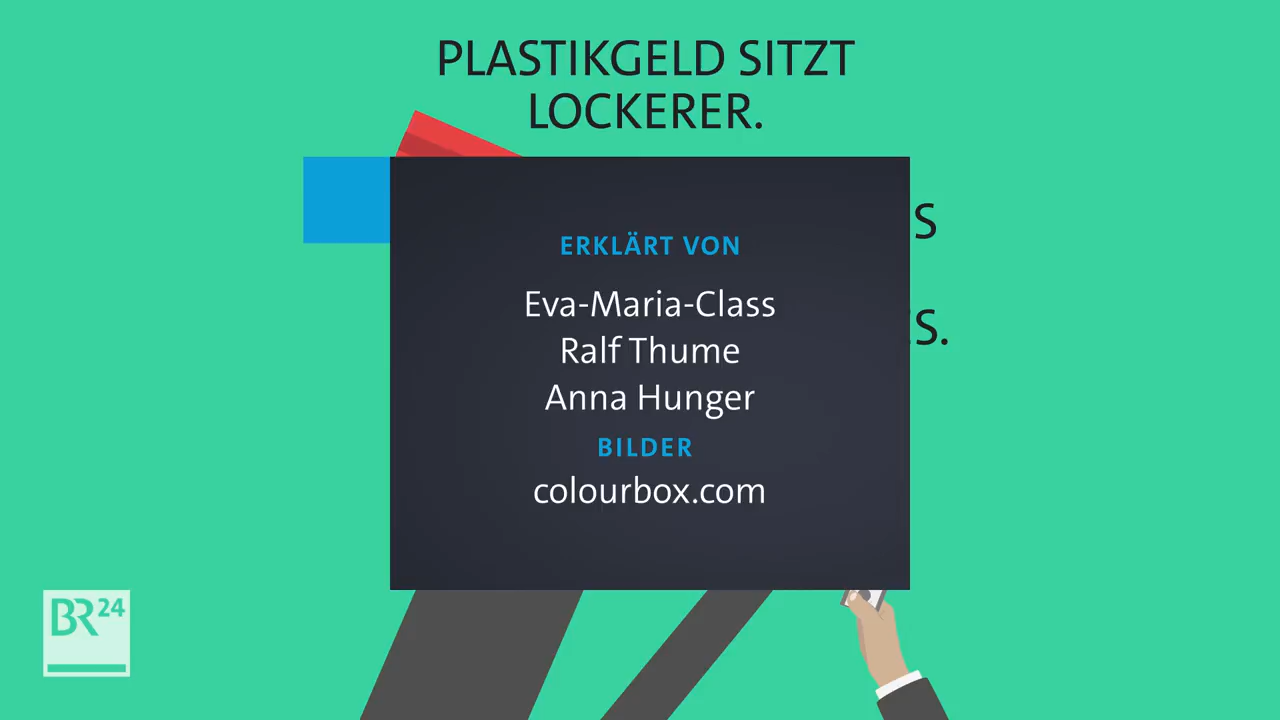 PLASTIKGELD SITZT
LOCKERER.
S
S.
ERKLÄRT VON
Eva-Maria-Class
Ralf Thume
Anna Hunger
BILDER
colourbox.com
BR24